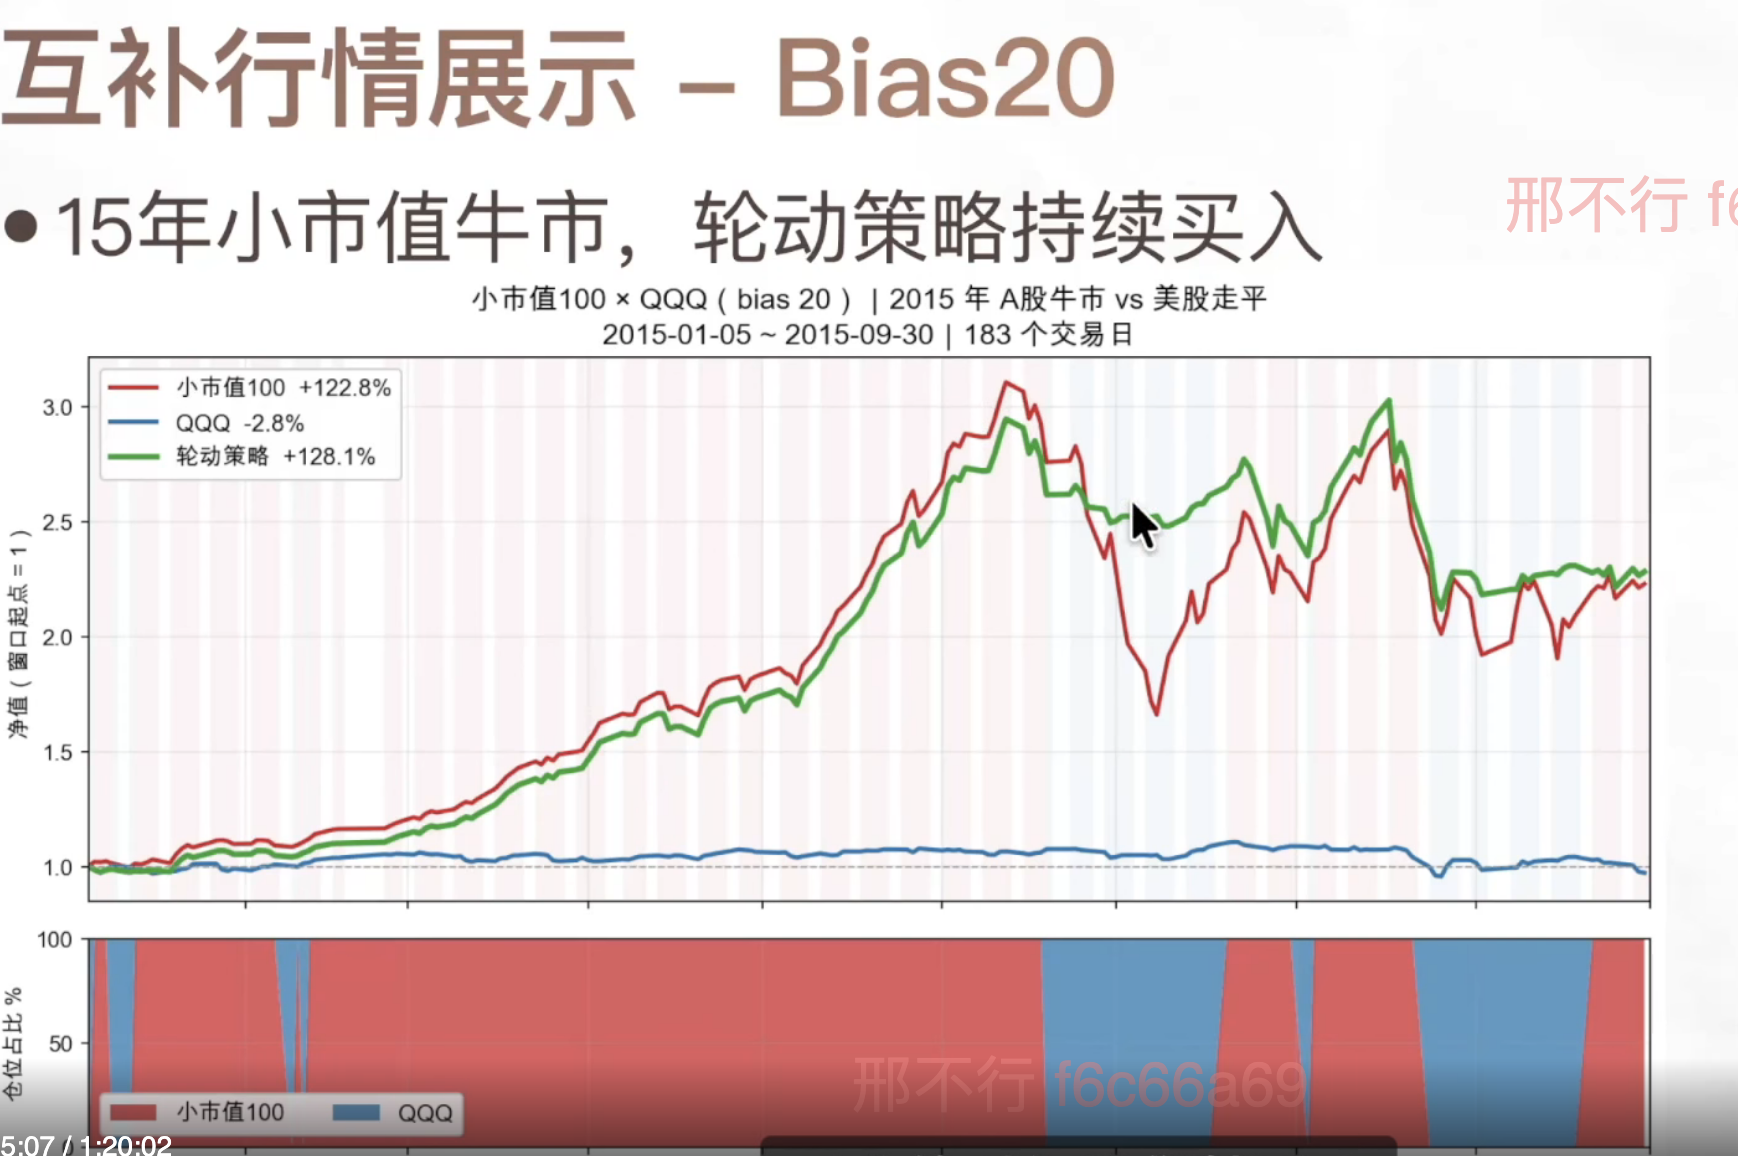 互补行情展示 – Bias20
•15年小市值牛市，轮动策略持续买入
邢不行 f6
小市值100 × QQQ（bias 20） | 2015 年 A股牛市 vs 美股走平
2015-01-05 ~ 2015-09-30 | 183 个交易日
小市值100 +122.8%
QQQ -2.8%
轮动策略 +128.1%
净值（窗口起点 = 1）
3.0
2.5
2.0
1.5
1.0
仓位占比 %
100
50
0
小市值100
QQQ
邢不行 f6c66a69
5:07 / 1:20:02